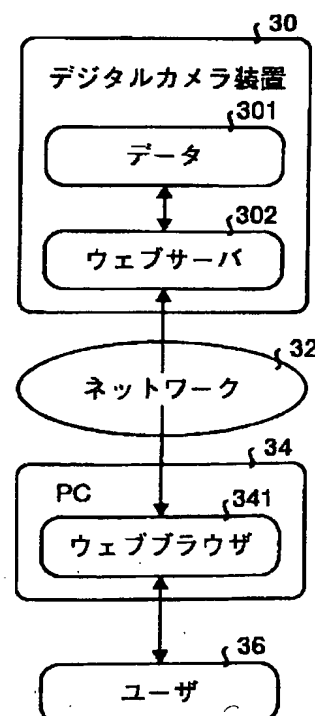 30
デジタルカメラ装置
301
データ
302
ウェブサーバ
32
ネットワーク
34
PC
341
ウェブブラウザ
36
ユーザ